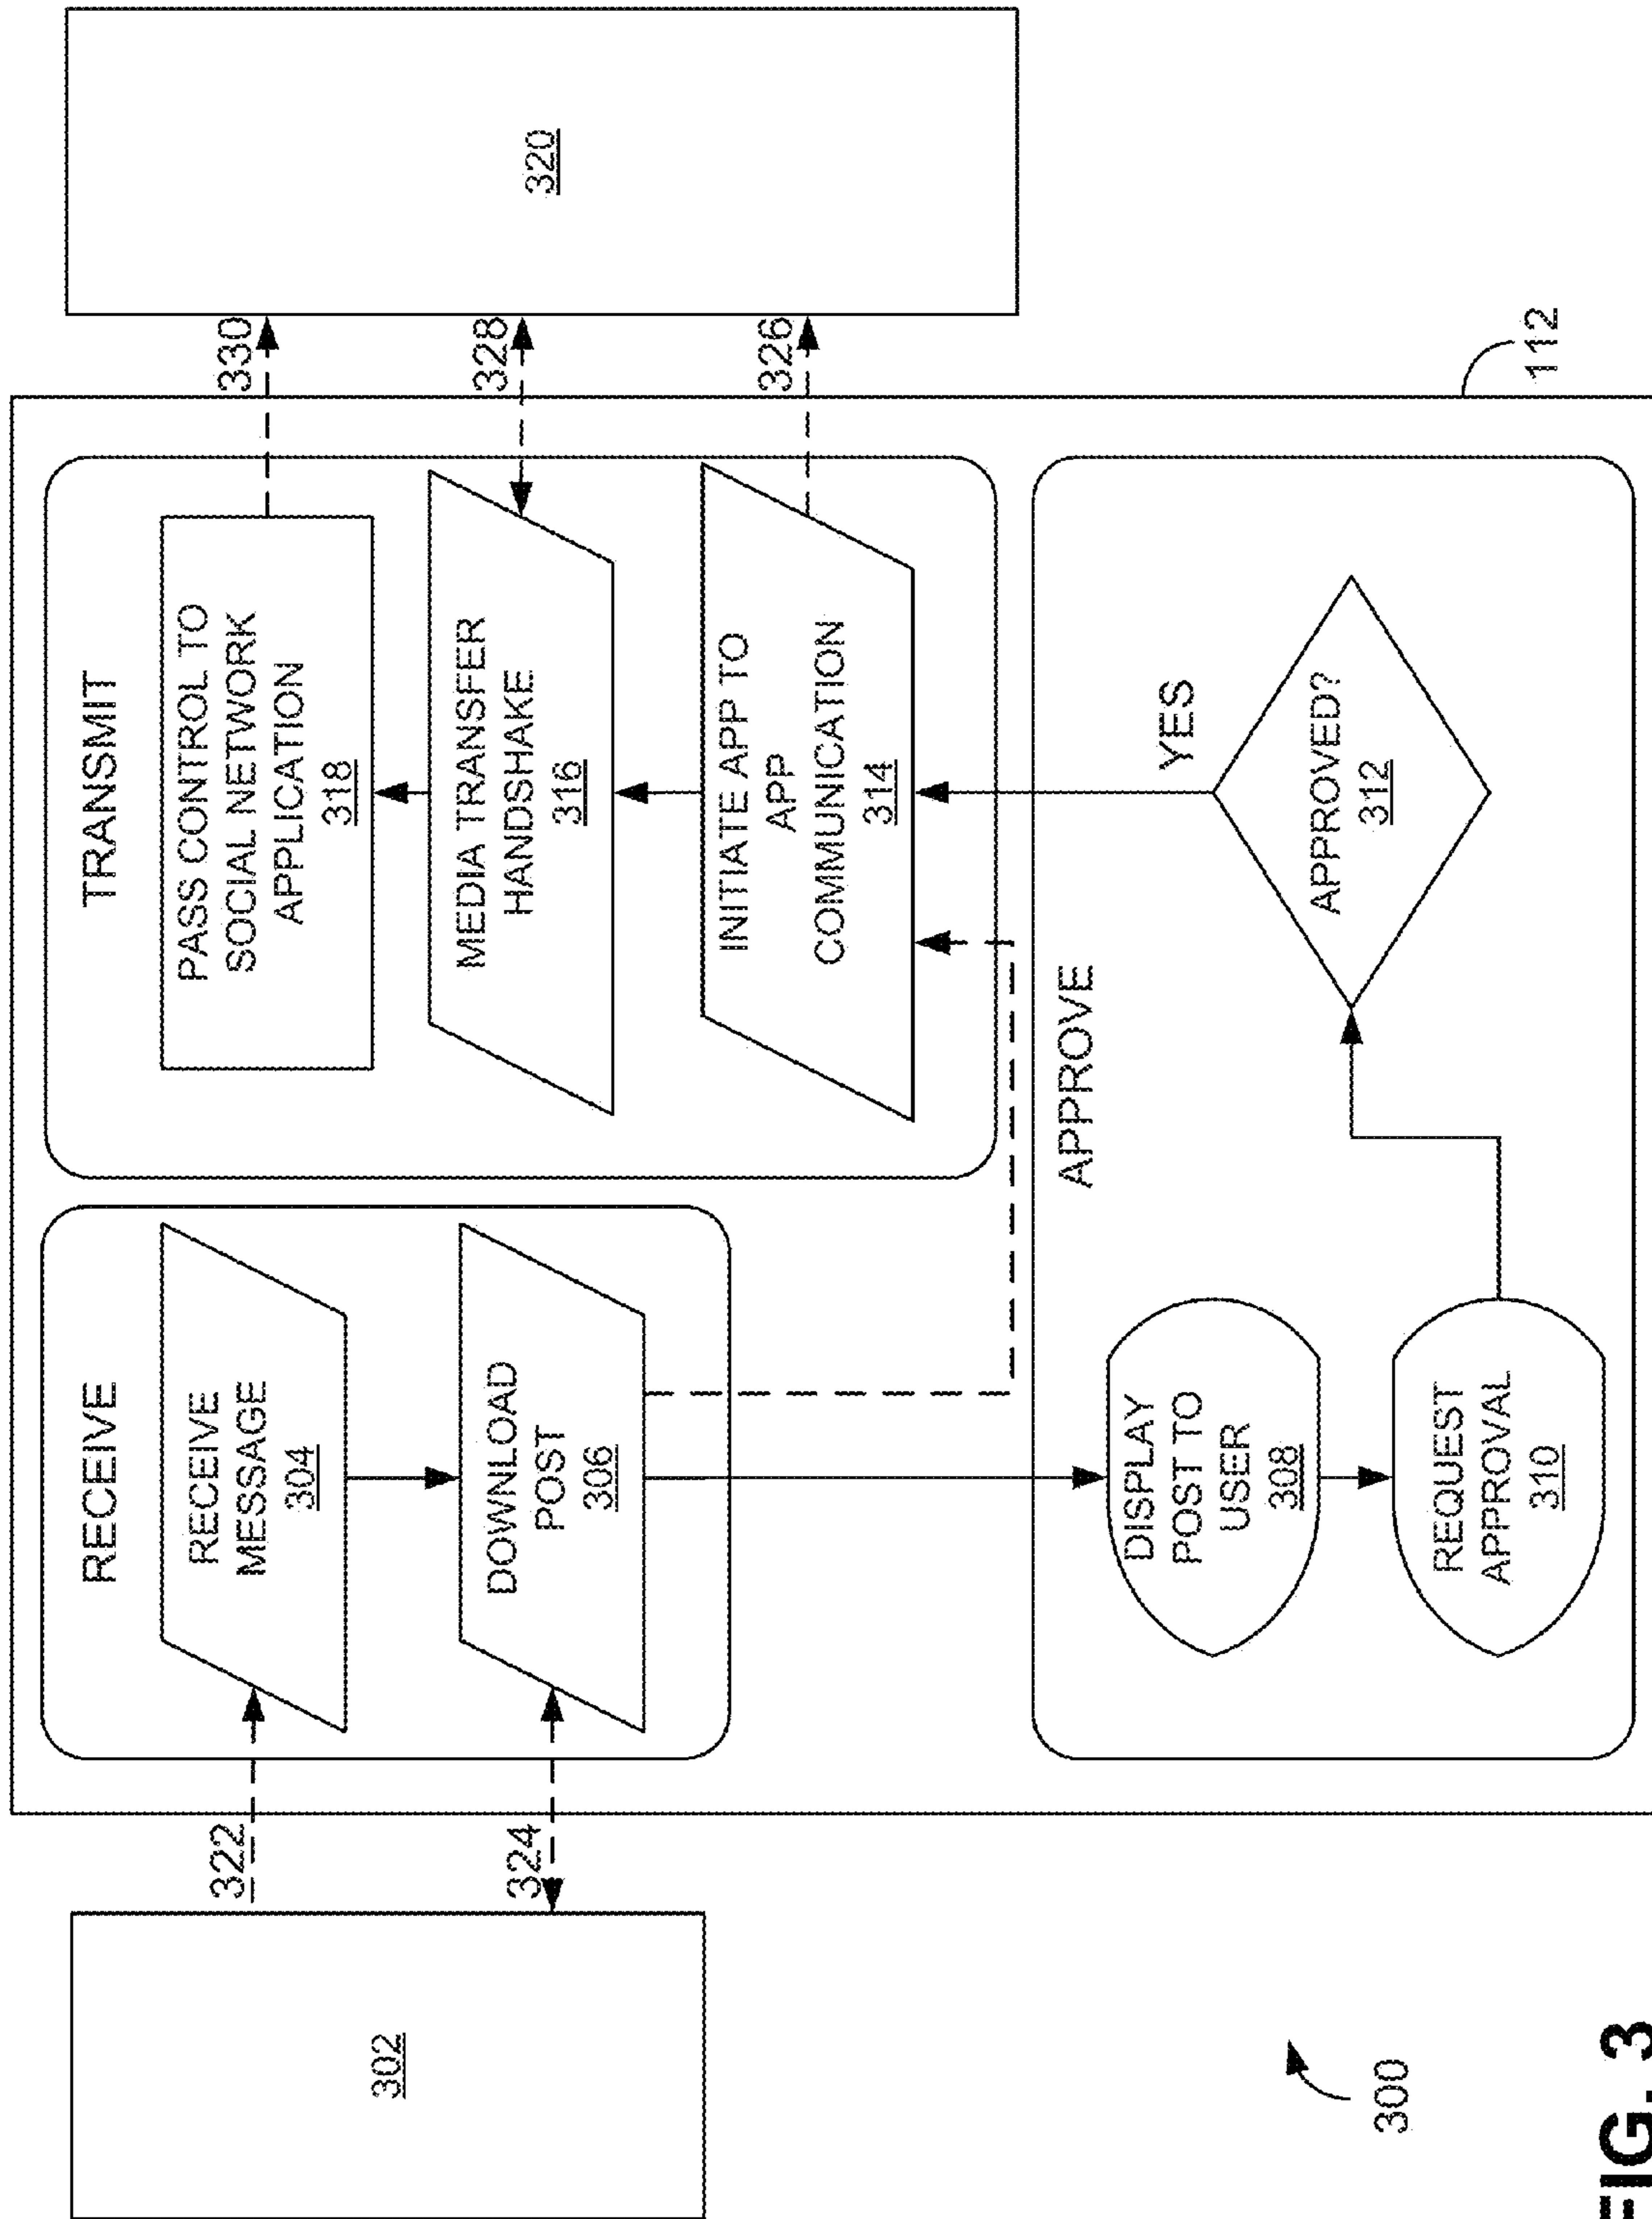 302
322
324
RECEIVE
RECEIVE
MESSAGE
304
DOWNLOAD
POST
306
TRANSMIT
PASS CONTROL TO
SOCIAL NETWORK
APPLICATION
318
MEDIA TRANSFER
HANDSHAKE
316
INITIATE APP TO
APP
COMMUNICATION
314
330
328
326
320
APPROVE
DISPLAY
POST TO
USER
308
REQUEST
APPROVAL
310
YES
APPROVED?
312
112
300
FIG. 3